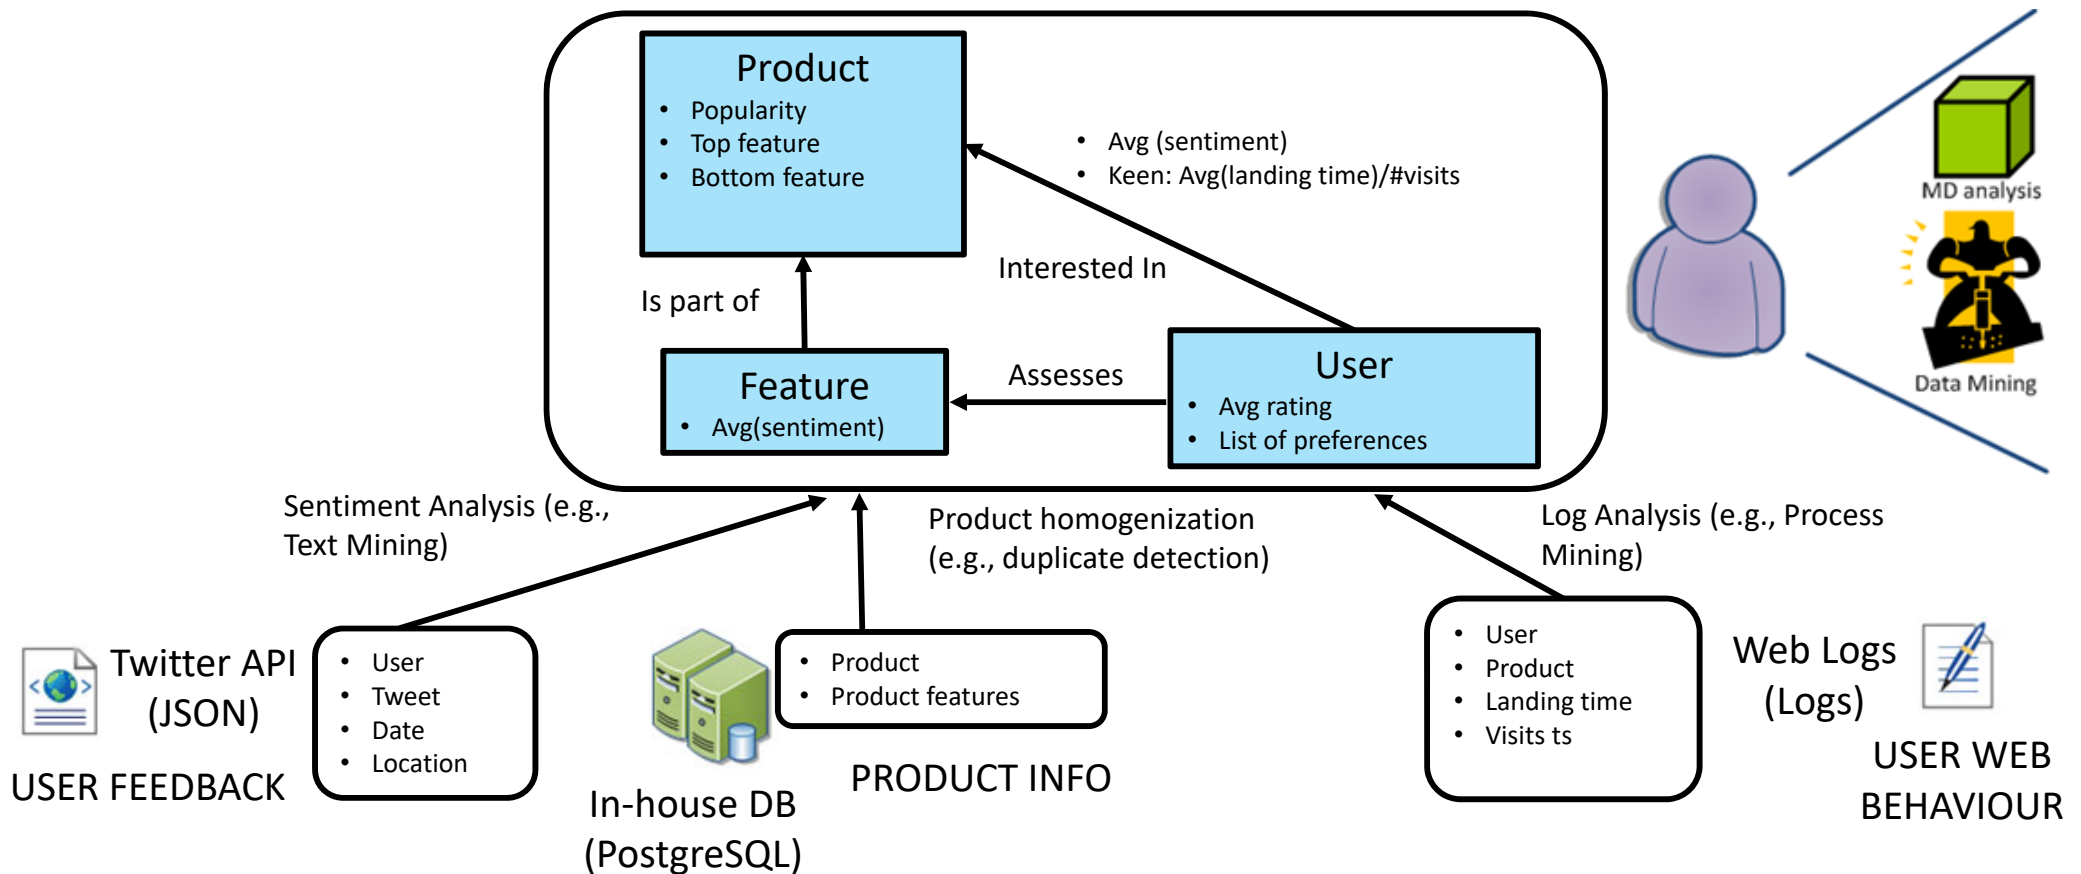 Product
• Popularity
• Top feature
• Bottom feature
• Avg (sentiment)
• Keen: Avg(landing time)/#visits
MD analysis
Interested In
Is part of
Feature
• Avg(sentiment)
Assesses
User
• Avg rating
• List of preferences
Data Mining
Sentiment Analysis (e.g.,
Text Mining)
Product homogenization
(e.g., duplicate detection)
Log Analysis (e.g., Process
Mining)
Twitter API
(JSON)
USER FEEDBACK
• User
• Tweet
• Date
• Location
In-house DB
(PostgreSQL)
• Product
• Product features
PRODUCT INFO
• User
• Product
• Landing time
• Visits ts
Web Logs
(Logs)
USER WEB
BEHAVIOUR